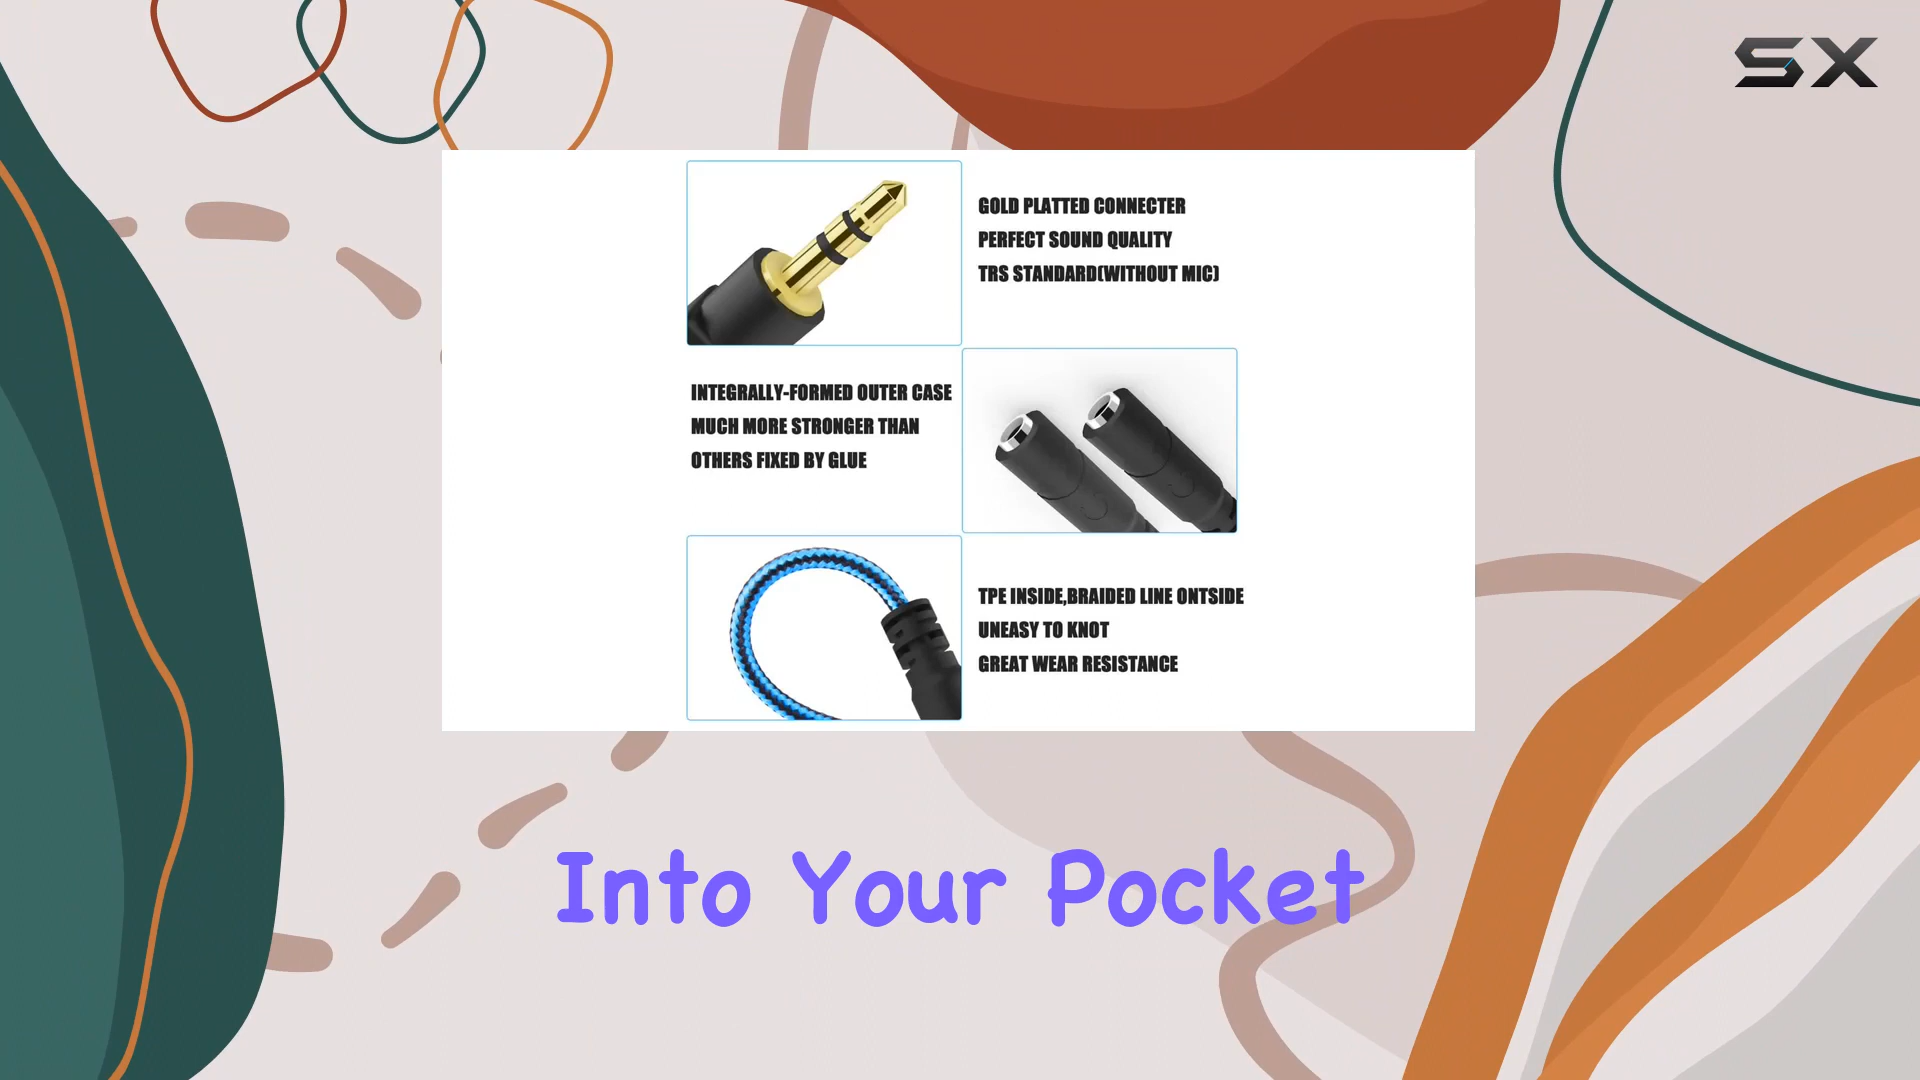 SX
GOLD PLATTED CONNECTER
PERFECT SOUND QUALITY
TRS STANDARD(WITHOUT MIC)
INTEGRALLY-FORMED OUTER CASE
MUCH MORE STRONGER THAN
OTHERS FIXED BY GLUE
TPE INSIDE,BRAIDED LINE ONTSIDE
UNEASY TO KNOT
GREAT WEAR RESISTANCE
Into Your Pocket